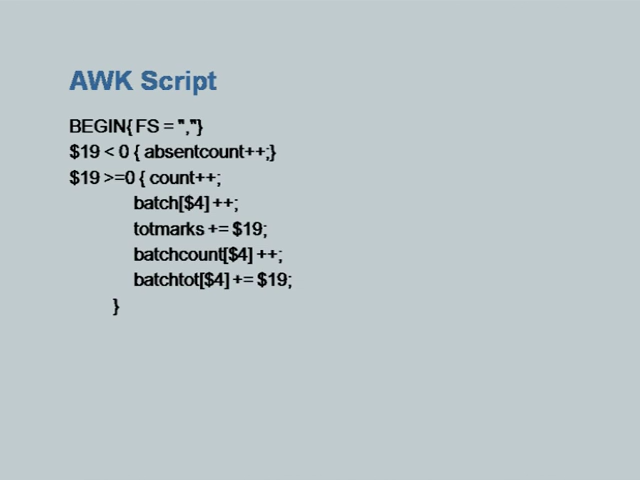 AWK Script
BEGIN{ FS = ","}
$19 < 0 { absentcount++;}
$19 >=0 { count++;
batch[$4] ++;
totmarks += $19;
batchcount[$4] ++;
batchtot[$4] += $19;
}